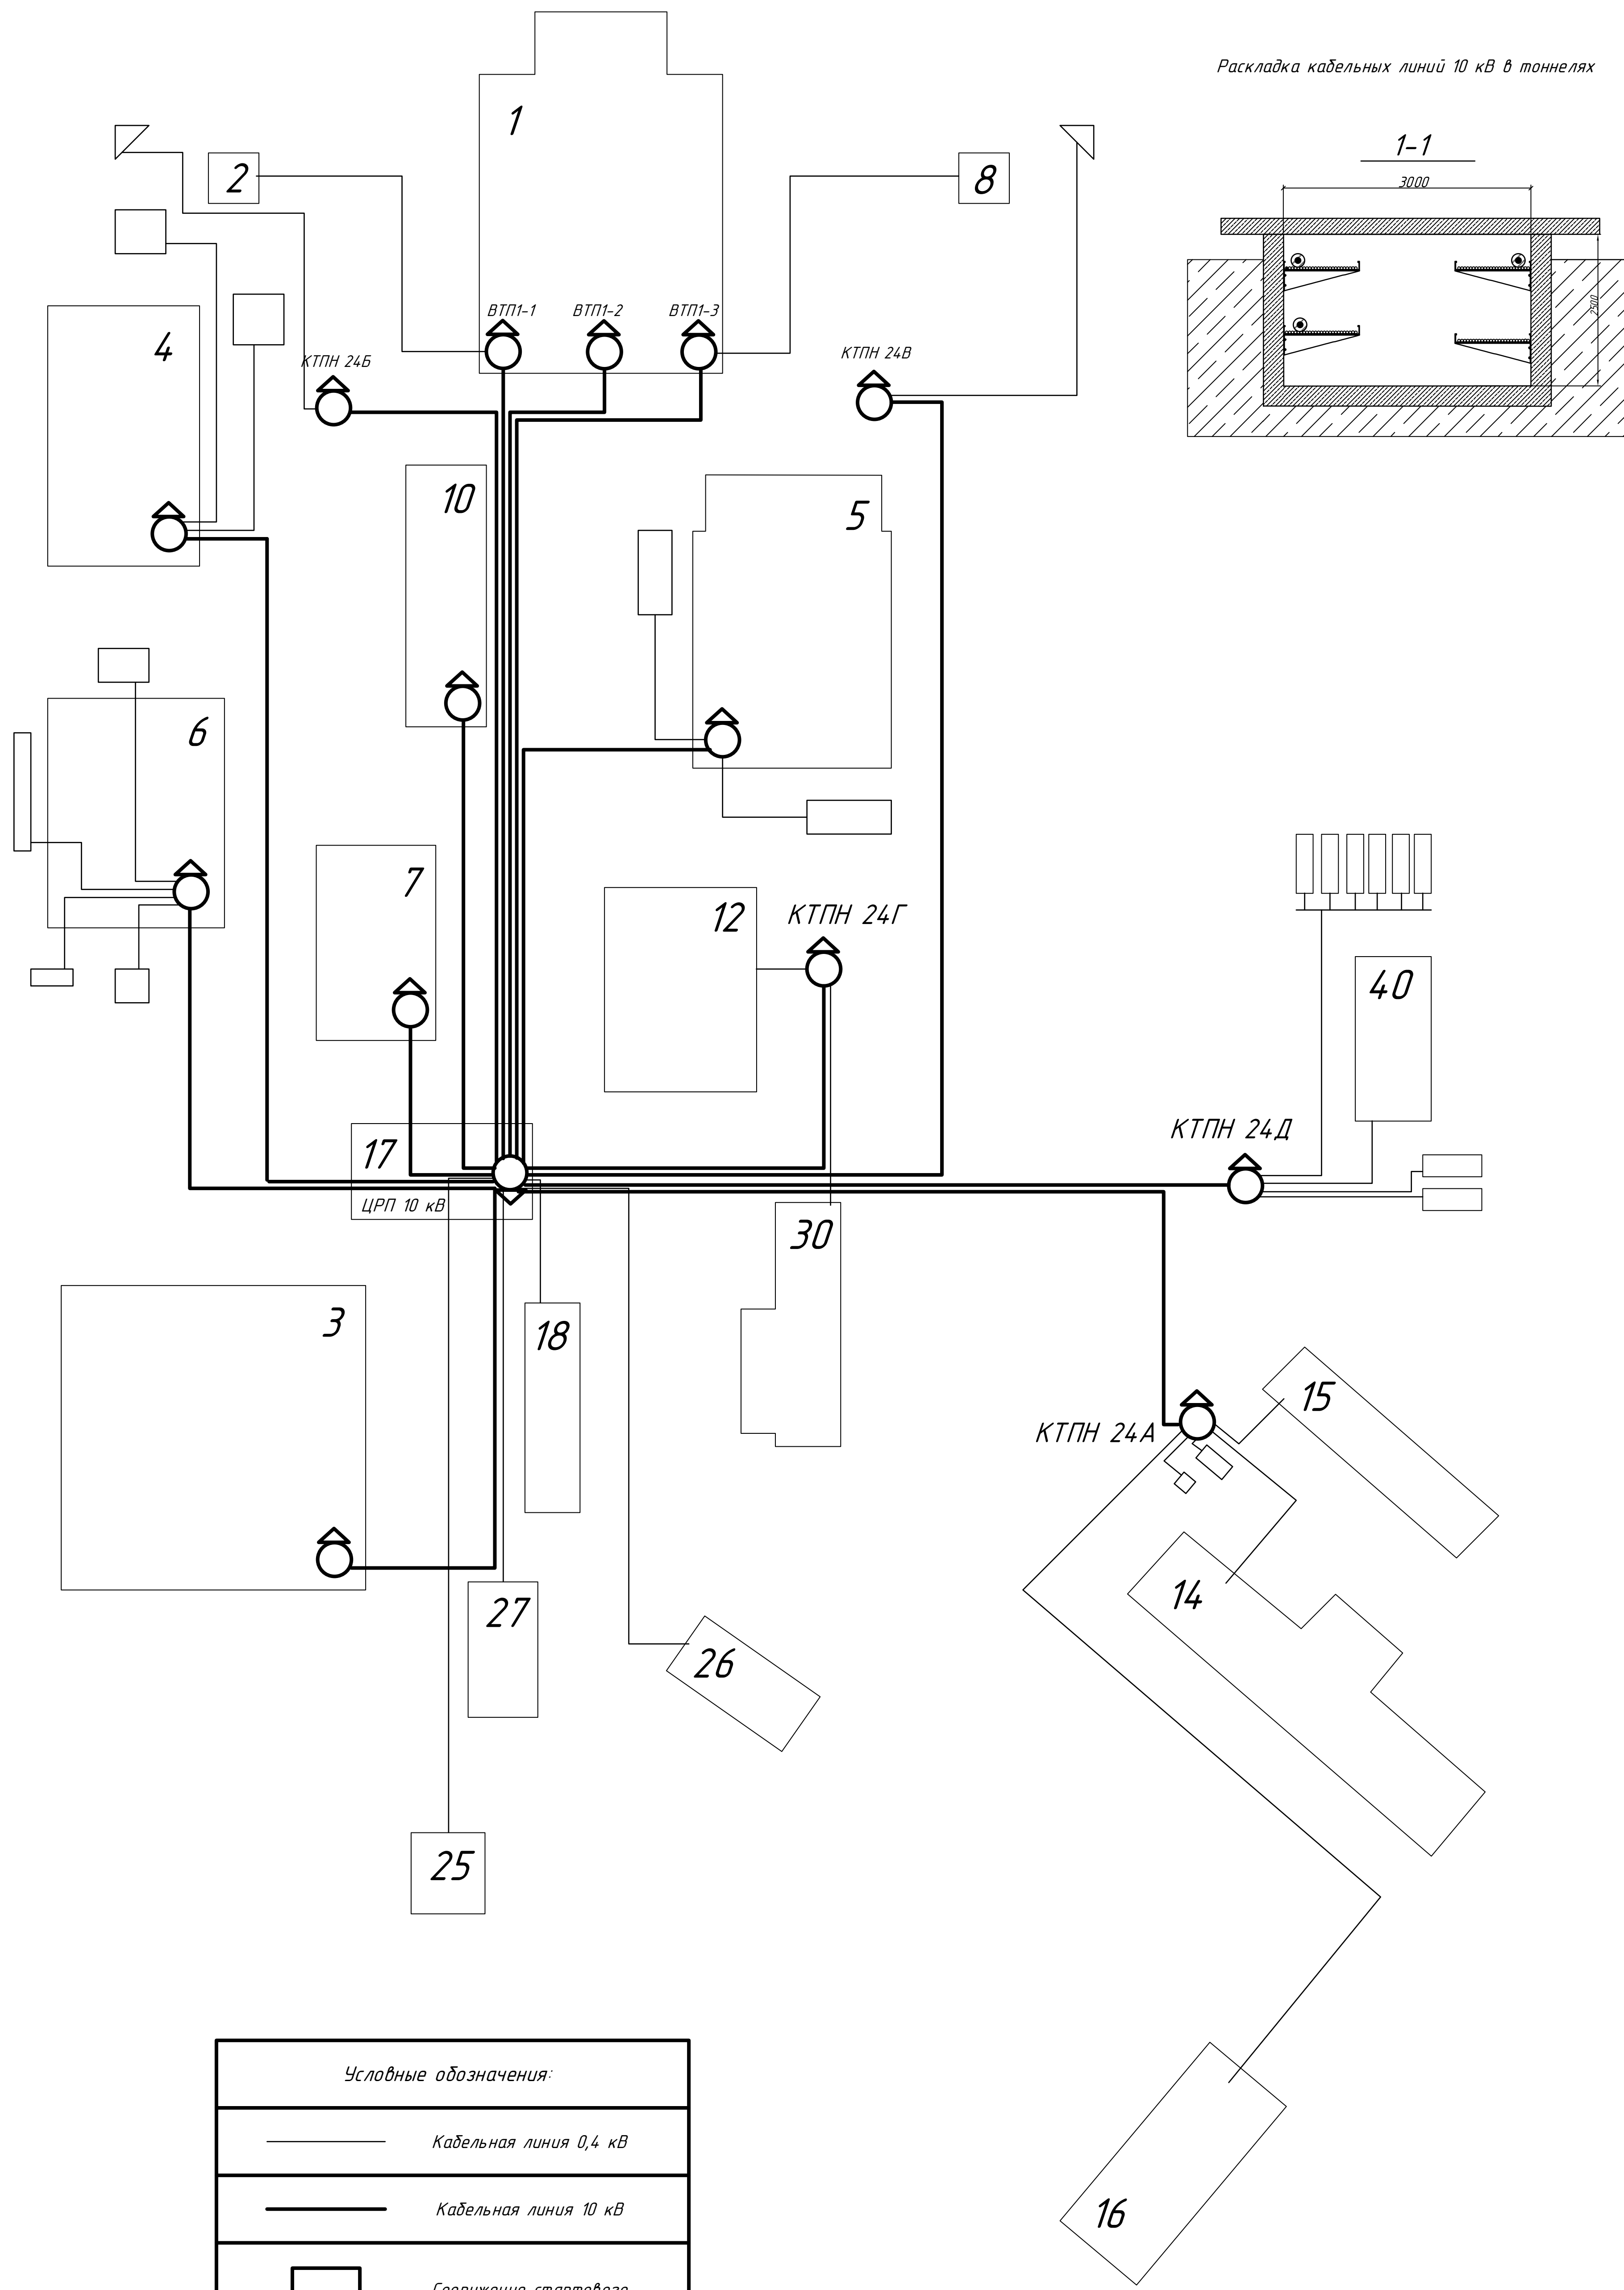 Раскладка кабельных линий 10 кВ в тоннелях
1
1-1
2
8
3000
2500
ВТП1-1
ВТП1-2
ВТП1-3
4
КТПН 24Б
КТПН 24В
10
5
6
7
12
КТПН 24Г
40
КТПН 24Д
17
ЦРП 10 кВ
30
3
18
15
КТПН 24А
14
27
26
25
Условные обозначения:
Кабельная линия 0,4 кВ
Кабельная линия 10 кВ
16
Сооружение стартового